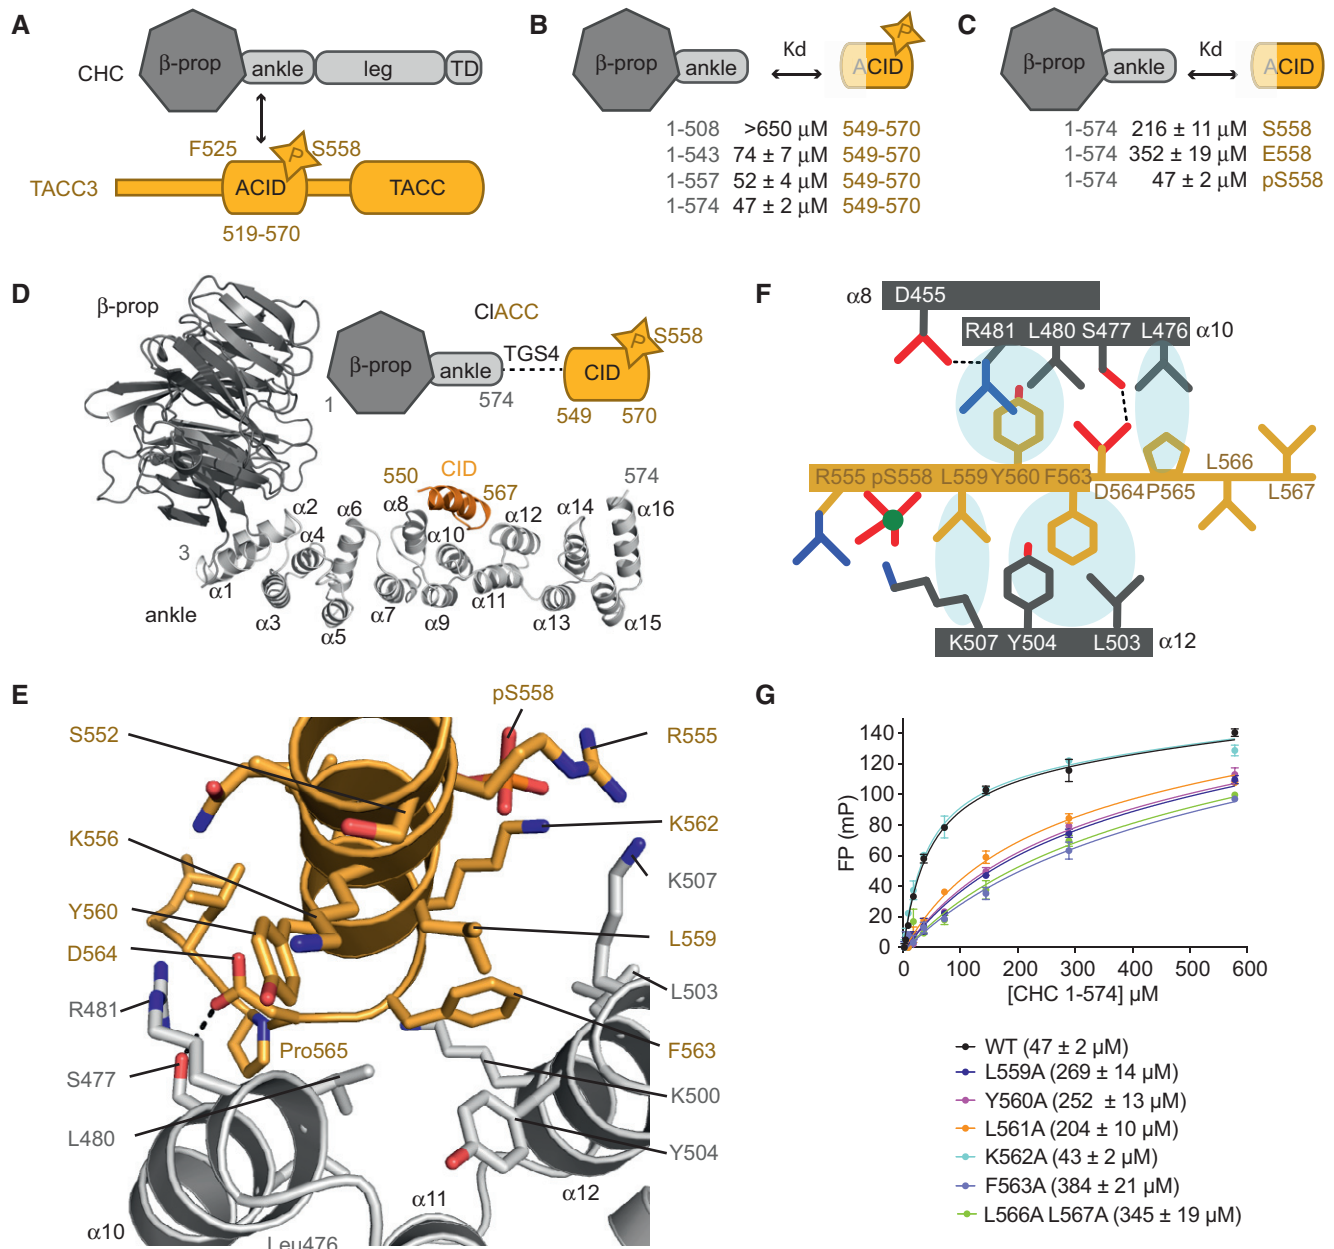 A
CHC
β-prop
ankle
leg
TD
F525
P
S558
TACC3
ACID
TACC
519-570
B
β-prop
ankle
Kd
ACID
P
1-508 >650 µM 549-570
1-543 74 ± 7 µM 549-570
1-557 52 ± 4 µM 549-570
1-574 47 ± 2 µM 549-570
C
β-prop
ankle
Kd
ACID
1-574 216 ± 11 µM S558
1-574 352 ± 19 µM E558
1-574 47 ± 2 µM pS558
D
β-prop
ClACC
β-prop
ankle
TGS4
CID
P
S558
1
574
549
570
CID
550
567
574
α2
α4
α6
α8
α10
α12
α14
α16
3
α1
ankle
α3
α5
α7
α9
α11
α13
α15
E
pS558
S552
R555
K556
K562
K507
Y560
L559
D564
L503
R481
Pro565
F563
S477
K500
L480
Y504
α11
α12
α10
Leu476
F
α8
D455
R481 L480 S477 L476
α10
R555 pS558 L559 Y560 F563
D564 P565
L566
L567
K507 Y504 L503
α12
G
140
120
100
80
60
40
20
0
FP (mP)
0 100 200 300 400 500 600
[CHC 1-574] µM
WT (47 ± 2 µM)
L559A (269 ± 14 µM)
Y560A (252 ± 13 µM)
L561A (204 ± 10 µM)
K562A (43 ± 2 µM)
F563A (384 ± 21 µM)
L566A L567A (345 ± 19 µM)